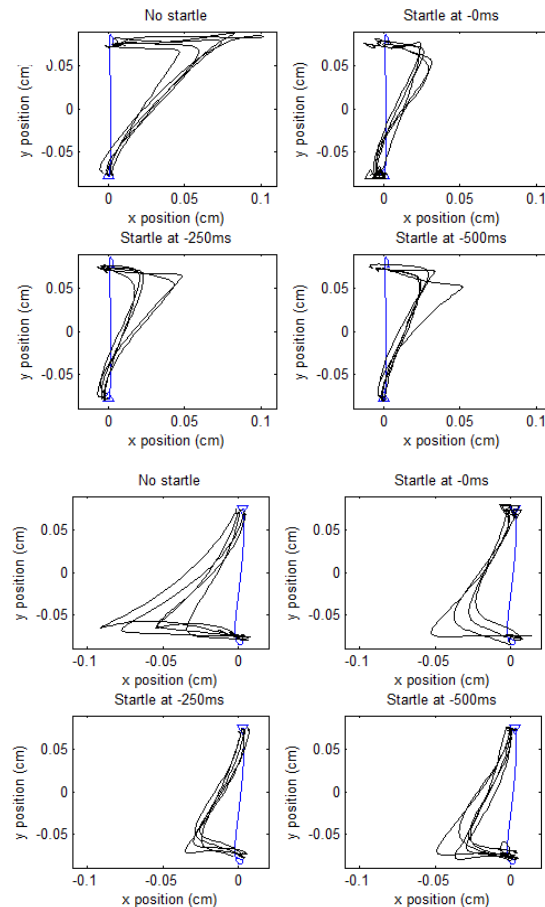 No startle
Startle at -0ms
y position (cm)
0.05
0
-0.05
0
0.05
0.1
x position (cm)
y position (cm)
0.05
0
-0.05
0
0.05
0.1
x position (cm)
Startle at -250ms
Startle at -500ms
y position (cm)
0.05
0
-0.05
0
0.05
0.1
x position (cm)
y position (cm)
0.05
0
-0.05
0
0.05
0.1
x position (cm)
No startle
Startle at -0ms
y position (cm)
0.05
0
-0.05
-0.1
-0.05
0
x position (cm)
y position (cm)
0.05
0
-0.05
-0.1
-0.05
0
x position (cm)
Startle at -250ms
Startle at -500ms
y position (cm)
0.05
0
-0.05
-0.1
-0.05
0
x position (cm)
y position (cm)
0.05
0
-0.05
-0.1
-0.05
0
x position (cm)